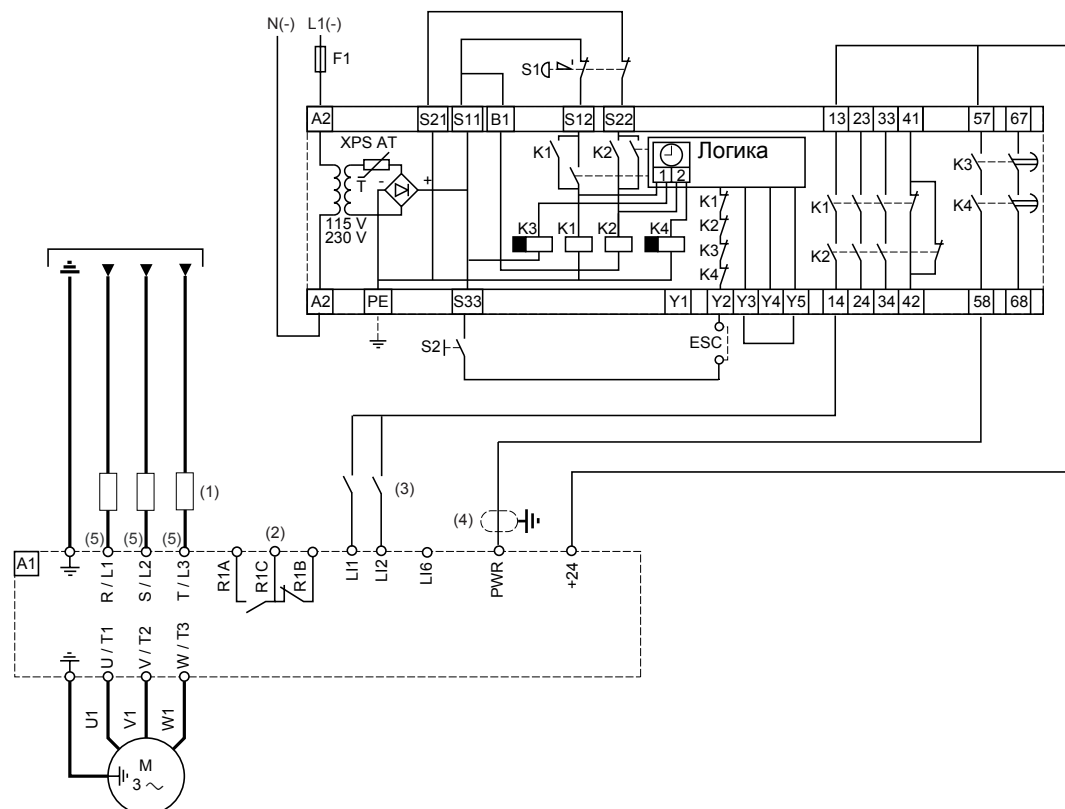 N(-) L1(-)
F1
S1
A2 S21 S11 B1 S12 S22 13 23 33 41 57 67
XPS AT
T - +
115 V
230 V
K1 K2 Логика
1 2
K3 K1 K2 K4
K1
K2
K3
K4
K1
K2
K3
K4
A2 PE S33 Y1 Y2 Y3 Y4 Y5 14 24 34 42 58 68
S2
ESC
(1)
(3)
(4)
(5) (5) (5) (2)
A1
R / L1
S / L2
T / L3
R1A
R1C
R1B
LI1
LI2
LI6
PWR
+24
U / T1
V / T2
W / T3
U1
V1
W1
M
3 ~